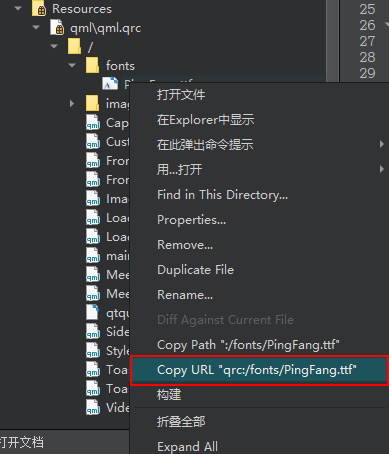 Resources
25
qml\qml.qrc
26
/
27
fonts
28
29
打开文件
在Explorer中显示
Cap
在此弹出命令提示
Cust
用...打开
Fron
Fron
Find in This Directory...
Ima
Properties...
Load
Remove...
Load
Duplicate File
main
Rename...
Mee
Mee
Diff Against Current File
qtqu
Copy Path ":/fonts/PingFang.ttf"
Side
Style
Copy URL "qrc:/fonts/PingFang.ttf"
Toa
构建
Toa
Vide
折叠全部
打开文档
Expand All